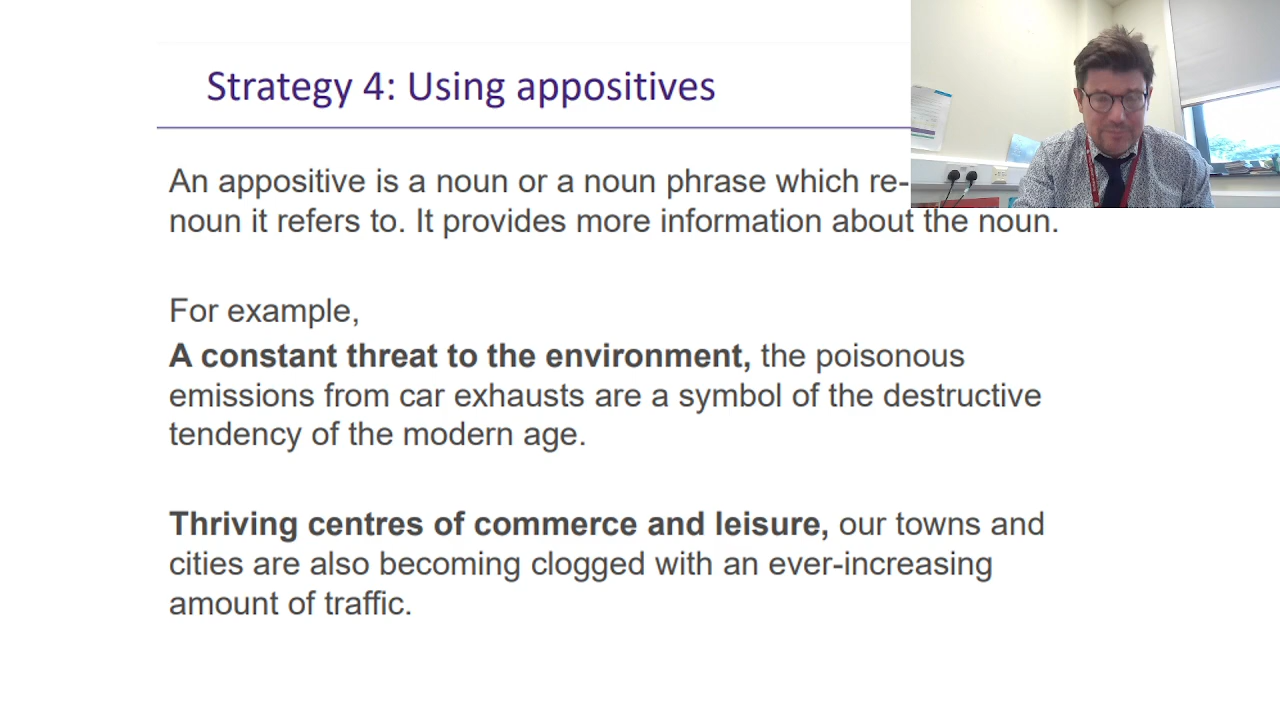 Strategy 4: Using appositives
An appositive is a noun or a noun phrase which re-
noun it refers to. It provides more information about the noun.
For example,
A constant threat to the environment, the poisonous
emissions from car exhausts are a symbol of the destructive
tendency of the modern age.
Thriving centres of commerce and leisure, our towns and
cities are also becoming clogged with an ever-increasing
amount of traffic.